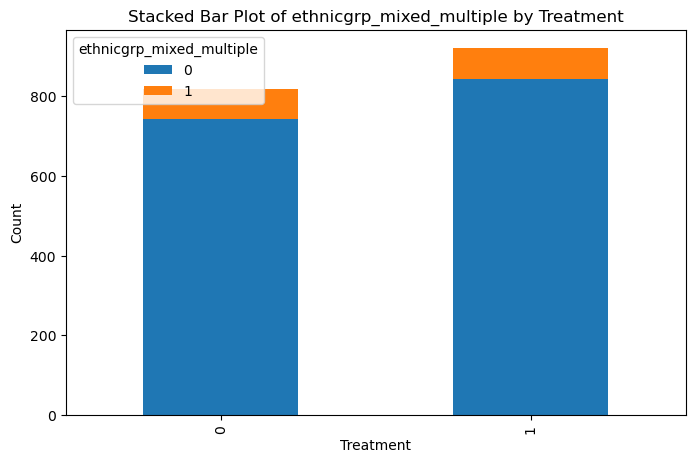 Stacked Bar Plot of ethnicgrp_mixed_multiple by Treatment
ethnicgrp_mixed_multiple
0
1
Count
800
600
400
200
0
0
1
Treatment